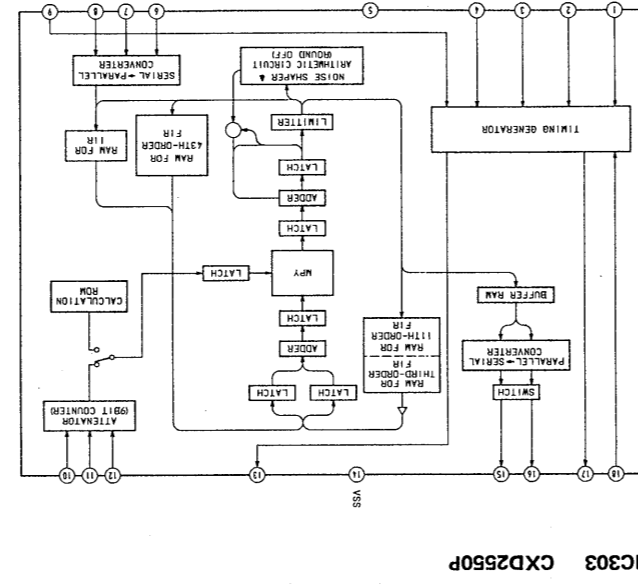 IC303 CXD2550P
VSS
18 17 16 15 14 13 12 11 10
SWITCH
PARALLEL→SERIAL
CONVERTER
BUFFER RAM
RAM FOR
THIRD-ORDER
FIR
RAM FOR
11TH-ORDER
FIR
LATCH
LATCH
ADDER
LATCH
MPY
LATCH
ATTENATOR
(9BIT COUNTER)
CALCULATION
ROM
LATCH
ADDER
LATCH
LIMITTER
NOISE SHAPER &
ARITHMETIC CIRCUIT
(ROUND OFF)
RAM FOR
43TH-ORDER
FIR
RAM FOR
IIR
SERIAL→PARALLEL
CONVERTER
TIMING GENERATOR
1 2 3 4 5 6 7 8 9